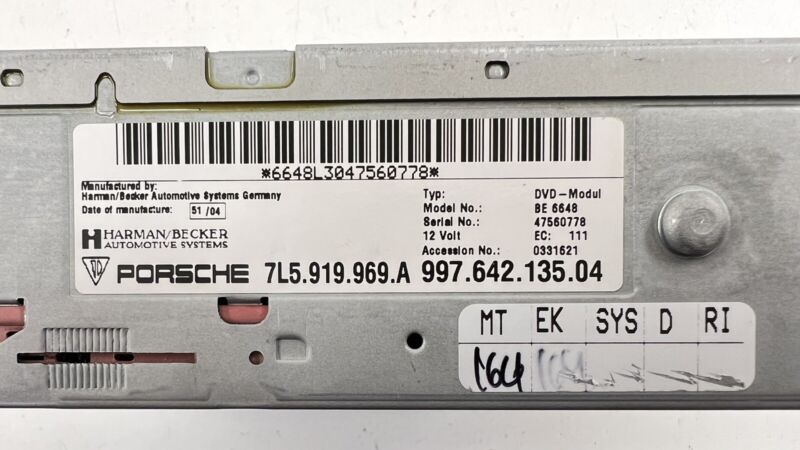 *6648L3047560778*
Manufactured by:
Harman/Becker Automotive Systems Germany
Date of manufacture: 51/04
HARMAN/BECKER
AUTOMOTIVE SYSTEMS
Typ: DVD-Modul
Model No.: BE 6648
Serial No.: 47560778
12 Volt EC: 111
Accession No.: 0331621
PORSCHE 7L5.919.969.A 997.642.135.04
MT EK SYS D RI